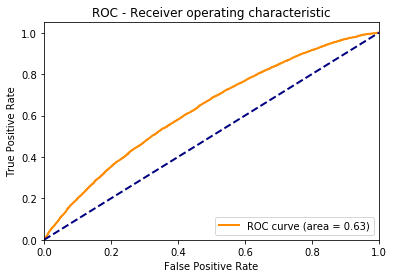 ROC - Receiver operating characteristic
True Positive Rate
1.0
0.8
0.6
0.4
0.2
0.0
ROC curve (area = 0.63)
0.0 0.2 0.4 0.6 0.8 1.0
False Positive Rate